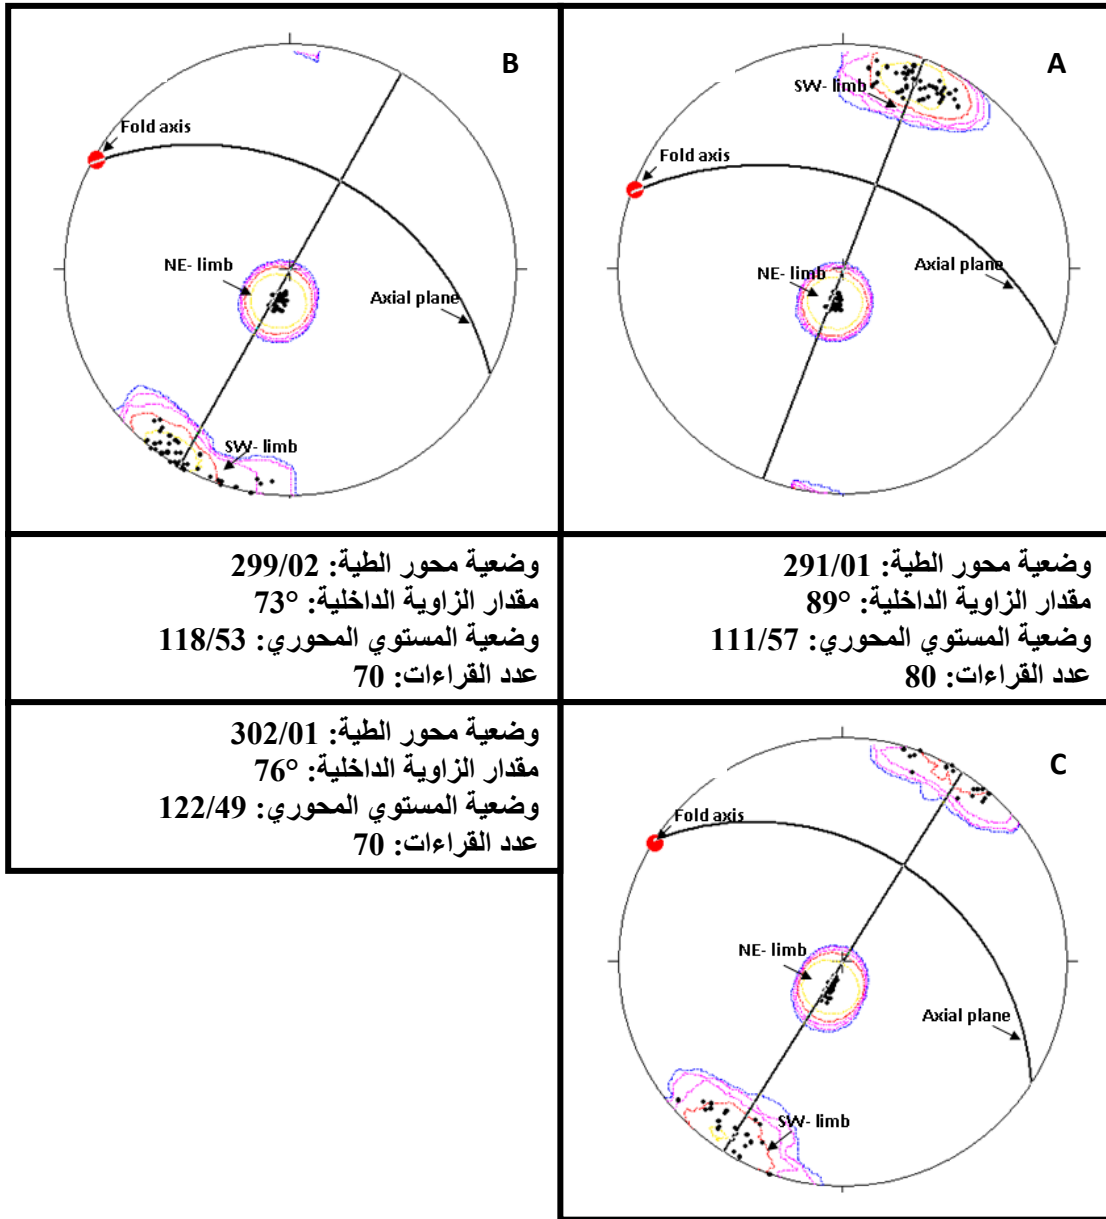 A
SW- limb
Fold axis
NE- limb
Axial plane
B
Fold axis
NE- limb
Axial plane
SW- limb
وضعية محور الطية: 291/01
مقدار الزاوية الداخلية: 89°
وضعية المستوي المحوري: 111/57
عدد القراءات: 80
وضعية محور الطية: 299/02
مقدار الزاوية الداخلية: 73°
وضعية المستوي المحوري: 118/53
عدد القراءات: 70
C
Fold axis
NE- limb
Axial plane
SW- limb
وضعية محور الطية: 302/01
مقدار الزاوية الداخلية: 76°
وضعية المستوي المحوري: 122/49
عدد القراءات: 70